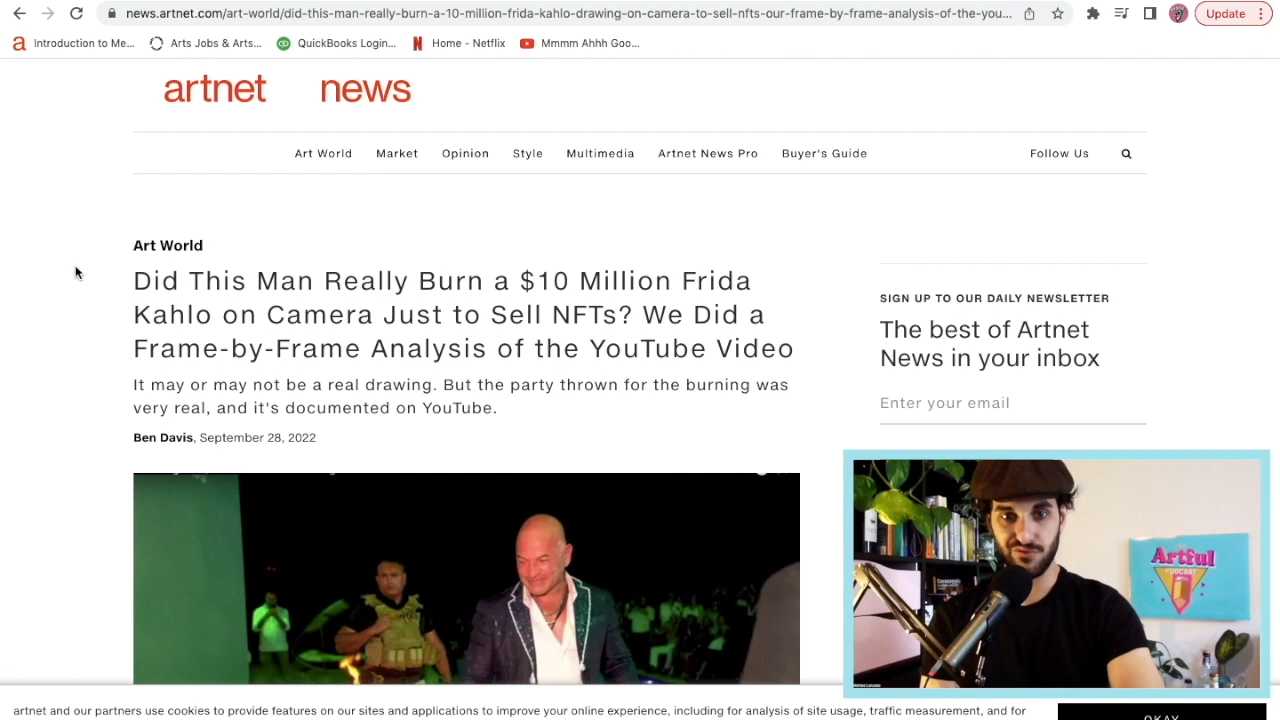 news.artnet.com/art-world/did-this-man-really-burn-a-10-million-frida-kahlo-drawing-on-camera-to-sell-nfts-our-frame-by-frame-analysis-of-the-you...
Update
Introduction to Me...
Arts Jobs & Arts...
QuickBooks Login...
Home - Netflix
Mmmm Ahhh Goo...
artnet news
Art World
Market
Opinion
Style
Multimedia
Artnet News Pro
Buyer's Guide
Follow Us
Art World
Did This Man Really Burn a $10 Million Frida
Kahlo on Camera Just to Sell NFTs? We Did a
Frame-by-Frame Analysis of the YouTube Video
It may or may not be a real drawing. But the party thrown for the burning was
very real, and it's documented on YouTube.
Ben Davis, September 28, 2022
SIGN UP TO OUR DAILY NEWSLETTER
The best of Artnet
News in your inbox
Enter your email
Artful
PODCAST
artnet and our partners use cookies to provide features on our sites and applications to improve your online experience, including for analysis of site usage, traffic measurement, and for
OKAY